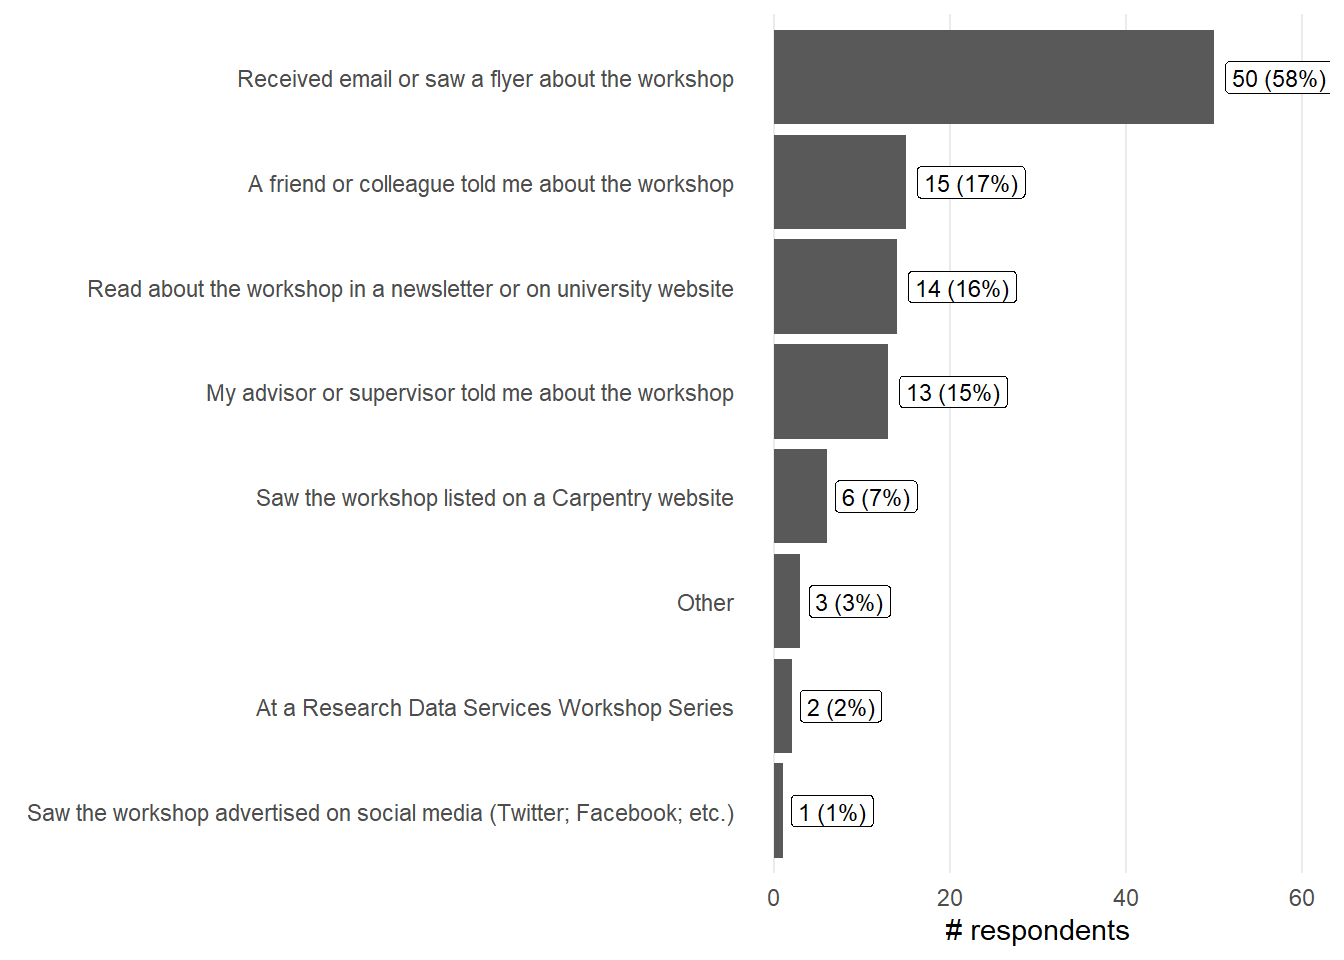 Received email or saw a flyer about the workshop 50 (58%)
A friend or colleague told me about the workshop 15 (17%)
Read about the workshop in a newsletter or on university website 14 (16%)
My advisor or supervisor told me about the workshop 13 (15%)
Saw the workshop listed on a Carpentry website 6 (7%)
Other 3 (3%)
At a Research Data Services Workshop Series 2 (2%)
Saw the workshop advertised on social media (Twitter; Facebook; etc.) 1 (1%)
0 20 40 60
# respondents